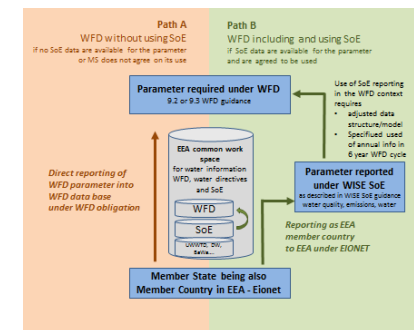 Path A
WFD without using SoE
if no SoE data are available for the parameter
or MS does not agree on its use
Path B
WFD including and using SoE
if SoE data are available for the parameter
and are agreed to be used
Parameter required under WFD
9.2 or 9.3 WFD guidance
Use of SoE reporting
in the WFD context
requires
• adjusted data
structure/model
• Specifiued used
of annual info in
6 year WFD cycle
EEA common work
space
for water information
WFD, water directives
and SoE
WFD
SoE
UWWTD, DW,
Direct reporting of
WFD parameter into
WFD data base
under WFD obligation
Parameter reported
under WISE SoE
as described in WISE SoE guidance
water quality, emissions, water
Reporting as EEA
member country
to EEA under EIONET
Member State being also
Member Country in EEA - Eionet